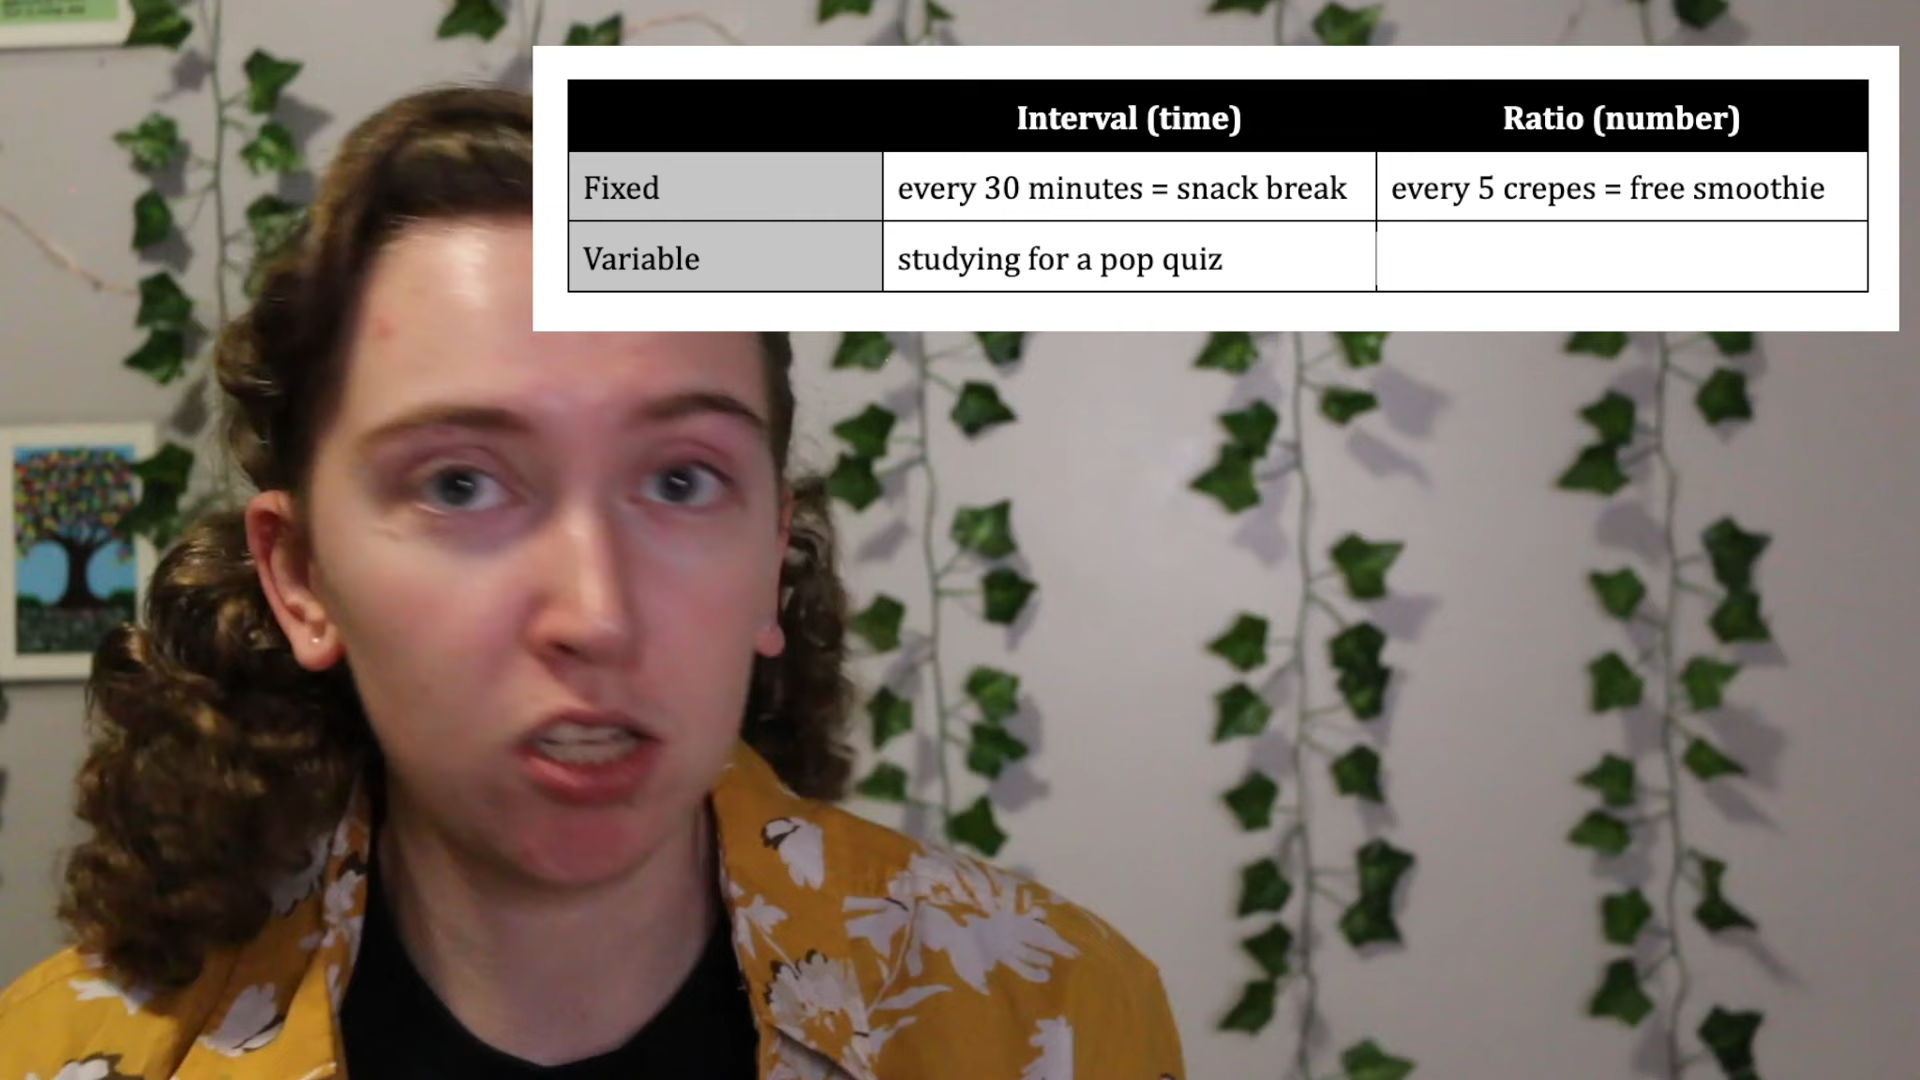 Interval (time) Ratio (number)
Fixed every 30 minutes = snack break every 5 crepes = free smoothie
Variable studying for a pop quiz